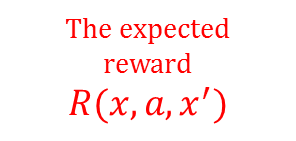 The expected
reward
R(x, a, x′)